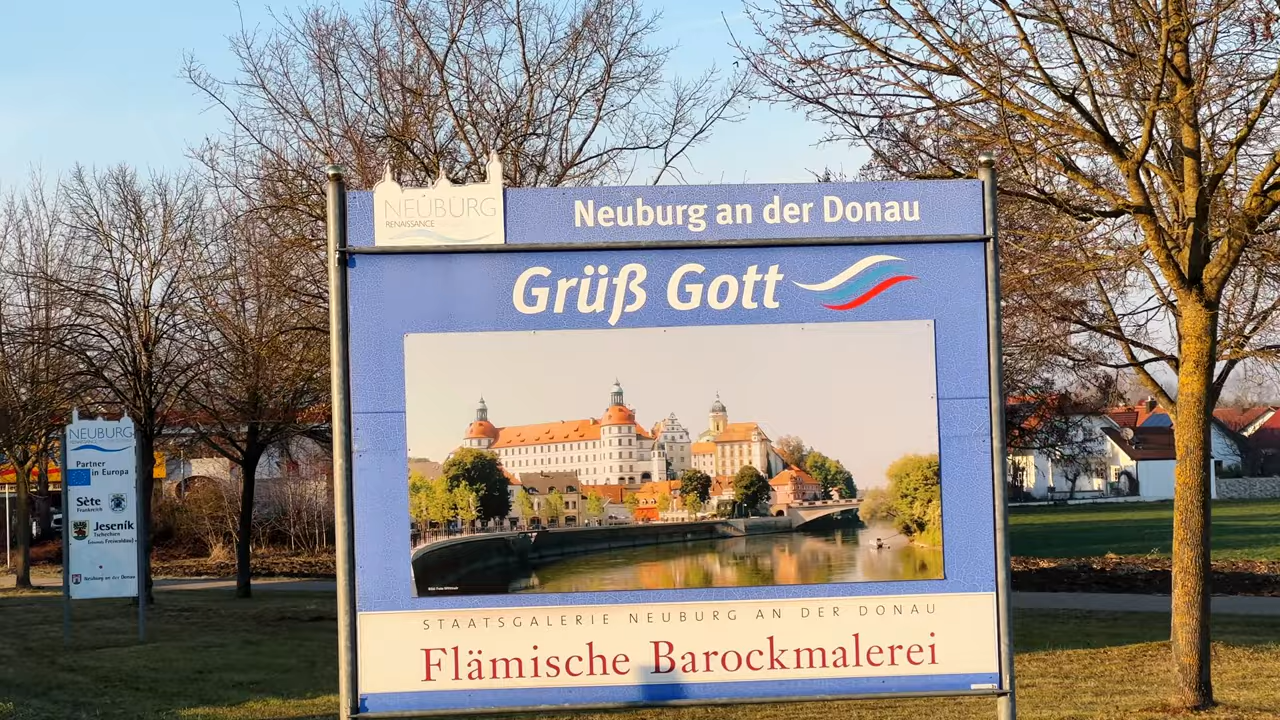 NEUBURG
RENAISSANCE
Neuburg an der Donau
Grüß Gott
STAATSGALERIE NEUBURG AN DER DONAU
Flämische Barockmalerei
NEUBURG
Partner
in Europa
Sète
Frankreich
Jeseník
Tschechien
Neuburg an der Donau